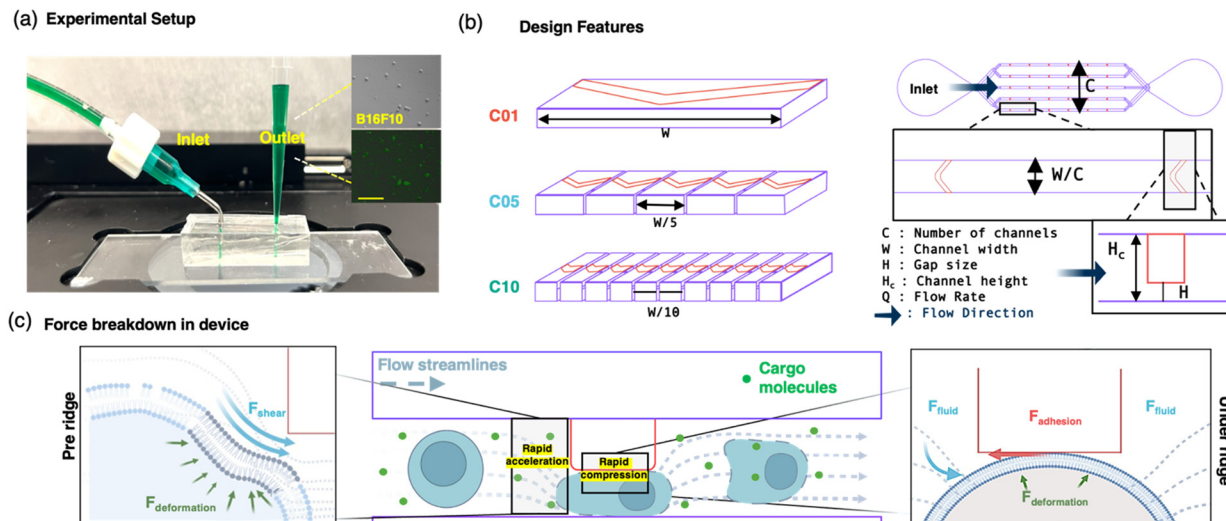 (a) Experimental Setup
Inlet
Outlet
B16F10
(b) Design Features
C01
W
C05
W/5
C10
W/10
Inlet
C
W/C
C : Number of channels
W : Channel width
H : Gap size
Hc : Channel height
Q : Flow Rate
: Flow Direction
Hc
H
(c) Force breakdown in device
Pre ridge
Fshear
Fdeformation
Flow streamlines
Cargo
molecules
Rapid
acceleration
Rapid
compression
Ffluid
Fadhesion
Ffluid
Fdeformation
Under ridge